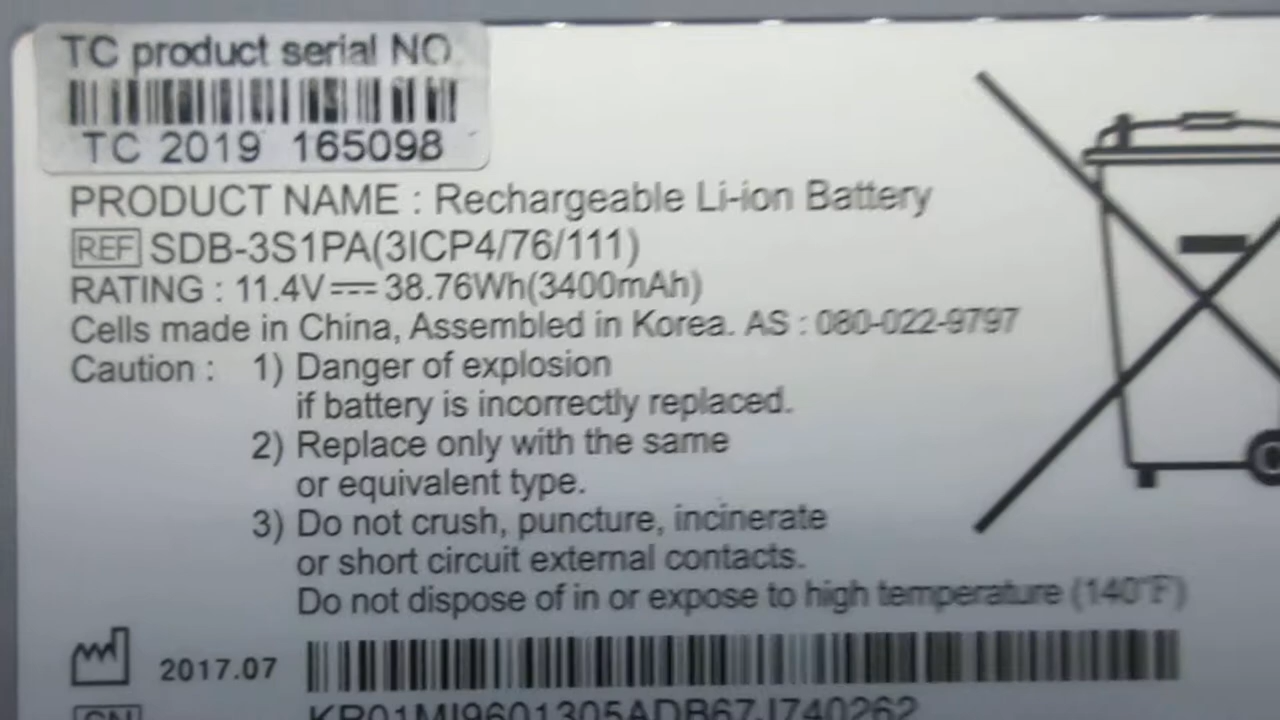 TC product serial NO.
TC 2019 165098
PRODUCT NAME : Rechargeable Li-ion Battery
REF SDB-3S1PA(3ICP4/76/111)
RATING : 11.4V⎓38.76Wh(3400mAh)
Cells made in China, Assembled in Korea. AS : 080-022-9797
Caution : 1) Danger of explosion
if battery is incorrectly replaced.
2) Replace only with the same
or equivalent type.
3) Do not crush, puncture, incinerate
or short circuit external contacts.
Do not dispose of in or expose to high temperature (140°F)
2017.07
SN KR01MI9601305ADB67J740262